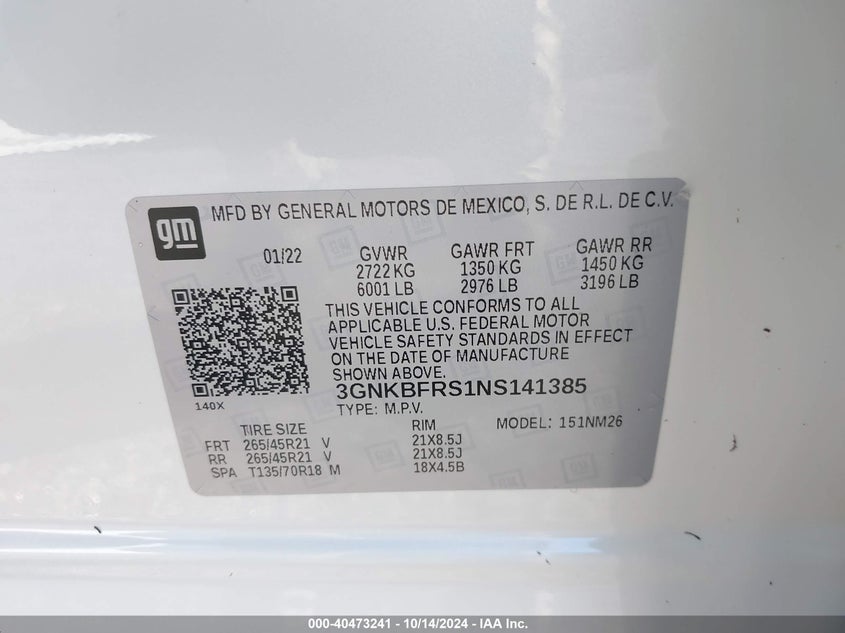 gm
MFD BY GENERAL MOTORS DE MEXICO, S. DE R.L. DE C.V.
01/22 GVWR GAWR FRT GAWR RR
2722 KG 1350 KG 1450 KG
6001 LB 2976 LB 3196 LB
THIS VEHICLE CONFORMS TO ALL
APPLICABLE U.S. FEDERAL MOTOR
VEHICLE SAFETY STANDARDS IN EFFECT
ON THE DATE OF MANUFACTURE
SHOWN ABOVE.
3GNKBFRS1NS141385
140X
TYPE: M.P.V. MODEL: 151NM26
TIRE SIZE RIM
FRT 265/45R21 V 21X8.5J
RR 265/45R21 V 21X8.5J
SPA T135/70R18 M 18X4.5B
000-40473241 - 10/14/2024 - IAA Inc.